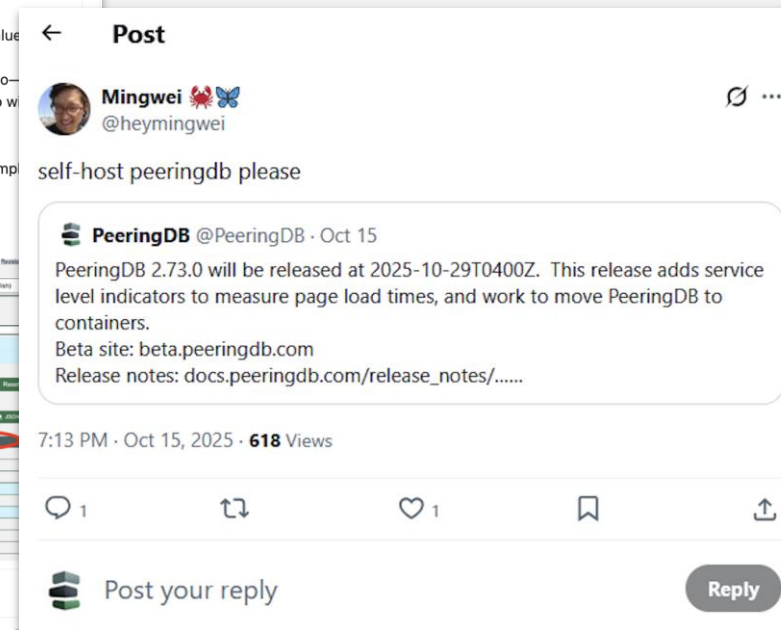 Post
Mingwei 🦀🦋
@heymingwei
self-host peeringdb please
PeeringDB @PeeringDB · Oct 15
PeeringDB 2.73.0 will be released at 2025-10-29T0400Z.  This release adds service
level indicators to measure page load times, and work to move PeeringDB to
containers.
Beta site: beta.peeringdb.com
Release notes: docs.peeringdb.com/release_notes/......
7:13 PM · Oct 15, 2025 · 618 Views
1
1
Post your reply
Reply